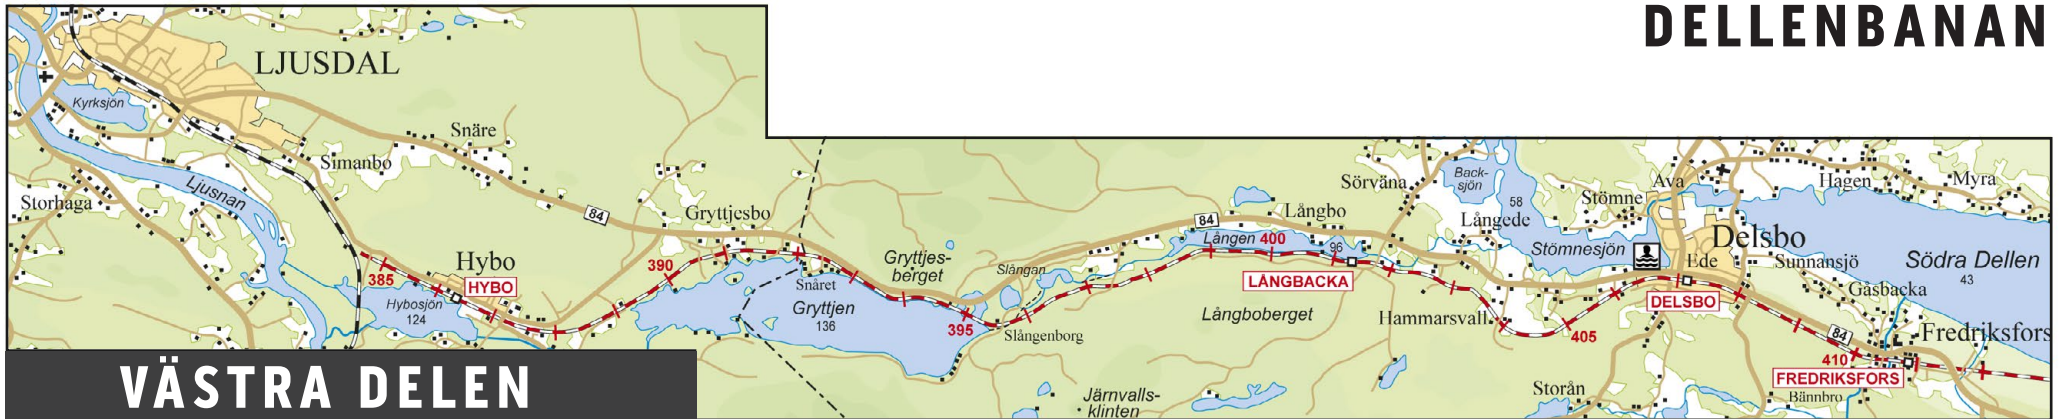 DELLENBANAN
LJUSDAL
Kyrksjön
Snäre
Simanbo
Ljusnan
Storhaga
84
Gryttjesbo
Hybo
385
HYBO
Hybosjön
124
390
Snåret
Gryttjen
136
Gryttjes-
berget
395
Slången
Slångenborg
Järnvalls-
klinten
84
Långbo
Lången
400
96
LÅNGBACKA
Långboberget
Sörväna
Back-
sjön
58
Långede
Hammarsvall
405
Stömne
Stömnesjön
Ava
Delsbo
Ede
DELSBO
Hagen
Myra
Sunnansjö
Gåsbacka
Södra Dellen
43
84
Fredriksfors
410
FREDRIKSFORS
Bännbro
Storån
VÄSTRA DELEN